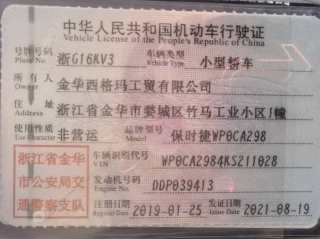 中华人民共和国机动车行驶证
Vehicle License of the People's Republic of China
号牌号码 浙G16KV3 车辆类型 小型轿车
Plate No. Vehicle Type
所有人 金华西格玛工贸有限公司
Owner
住址 浙江省金华市婺城区竹马工业小区1幢
Address
使用性质 非营运 品牌型号 保时捷WP0CA298
Use Character Model
浙江省金华
市公安局交
通警察支队
车辆识别代号 WP0CA2984KS211028
VIN
发动机号码 DDP039413
Engine No.
注册日期 2019-01-25 发证日期 2021-08-19
Register Date Issue Date